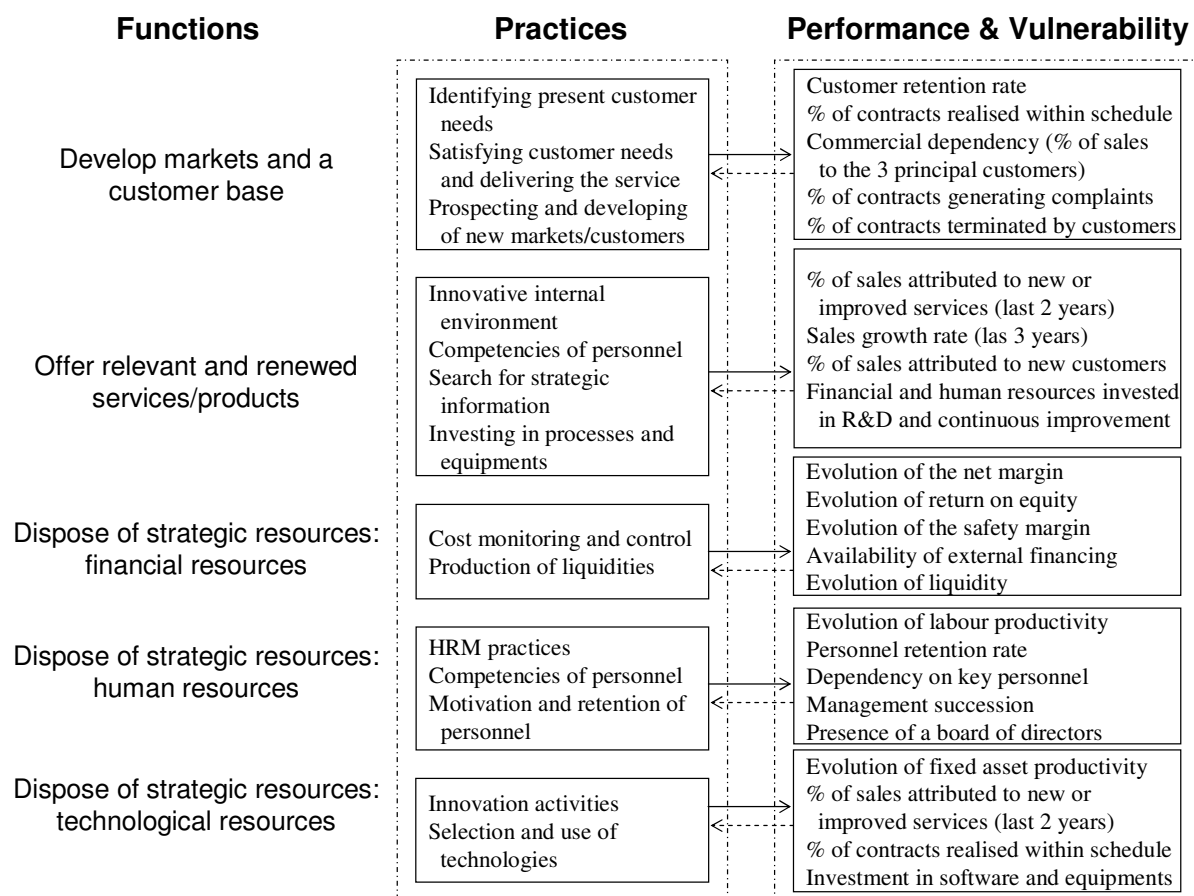 Functions
Practices
Performance & Vulnerability
Develop markets and a
customer base
Identifying present customer
needs
Satisfying customer needs
and delivering the service
Prospecting and developing
of new markets/customers
Customer retention rate
% of contracts realised within schedule
Commercial dependency (% of sales
to the 3 principal customers)
% of contracts generating complaints
% of contracts terminated by customers
Offer relevant and renewed
services/products
Innovative internal
environment
Competencies of personnel
Search for strategic
information
Investing in processes and
equipments
% of sales attributed to new or
improved services (last 2 years)
Sales growth rate (las 3 years)
% of sales attributed to new customers
Financial and human resources invested
in R&D and continuous improvement
Dispose of strategic resources:
financial resources
Cost monitoring and control
Production of liquidities
Evolution of the net margin
Evolution of return on equity
Evolution of the safety margin
Availability of external financing
Evolution of liquidity
Dispose of strategic resources:
human resources
HRM practices
Competencies of personnel
Motivation and retention of
personnel
Evolution of labour productivity
Personnel retention rate
Dependency on key personnel
Management succession
Presence of a board of directors
Dispose of strategic resources:
technological resources
Innovation activities
Selection and use of
technologies
Evolution of fixed asset productivity
% of sales attributed to new or
improved services (last 2 years)
% of contracts realised within schedule
Investment in software and equipments